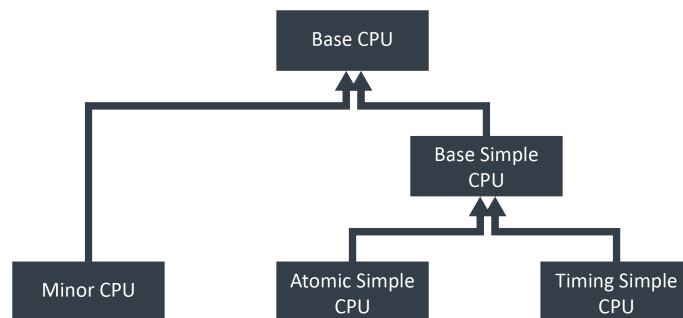 Base CPU
Base Simple
CPU
Minor CPU
Atomic Simple
CPU
Timing Simple
CPU